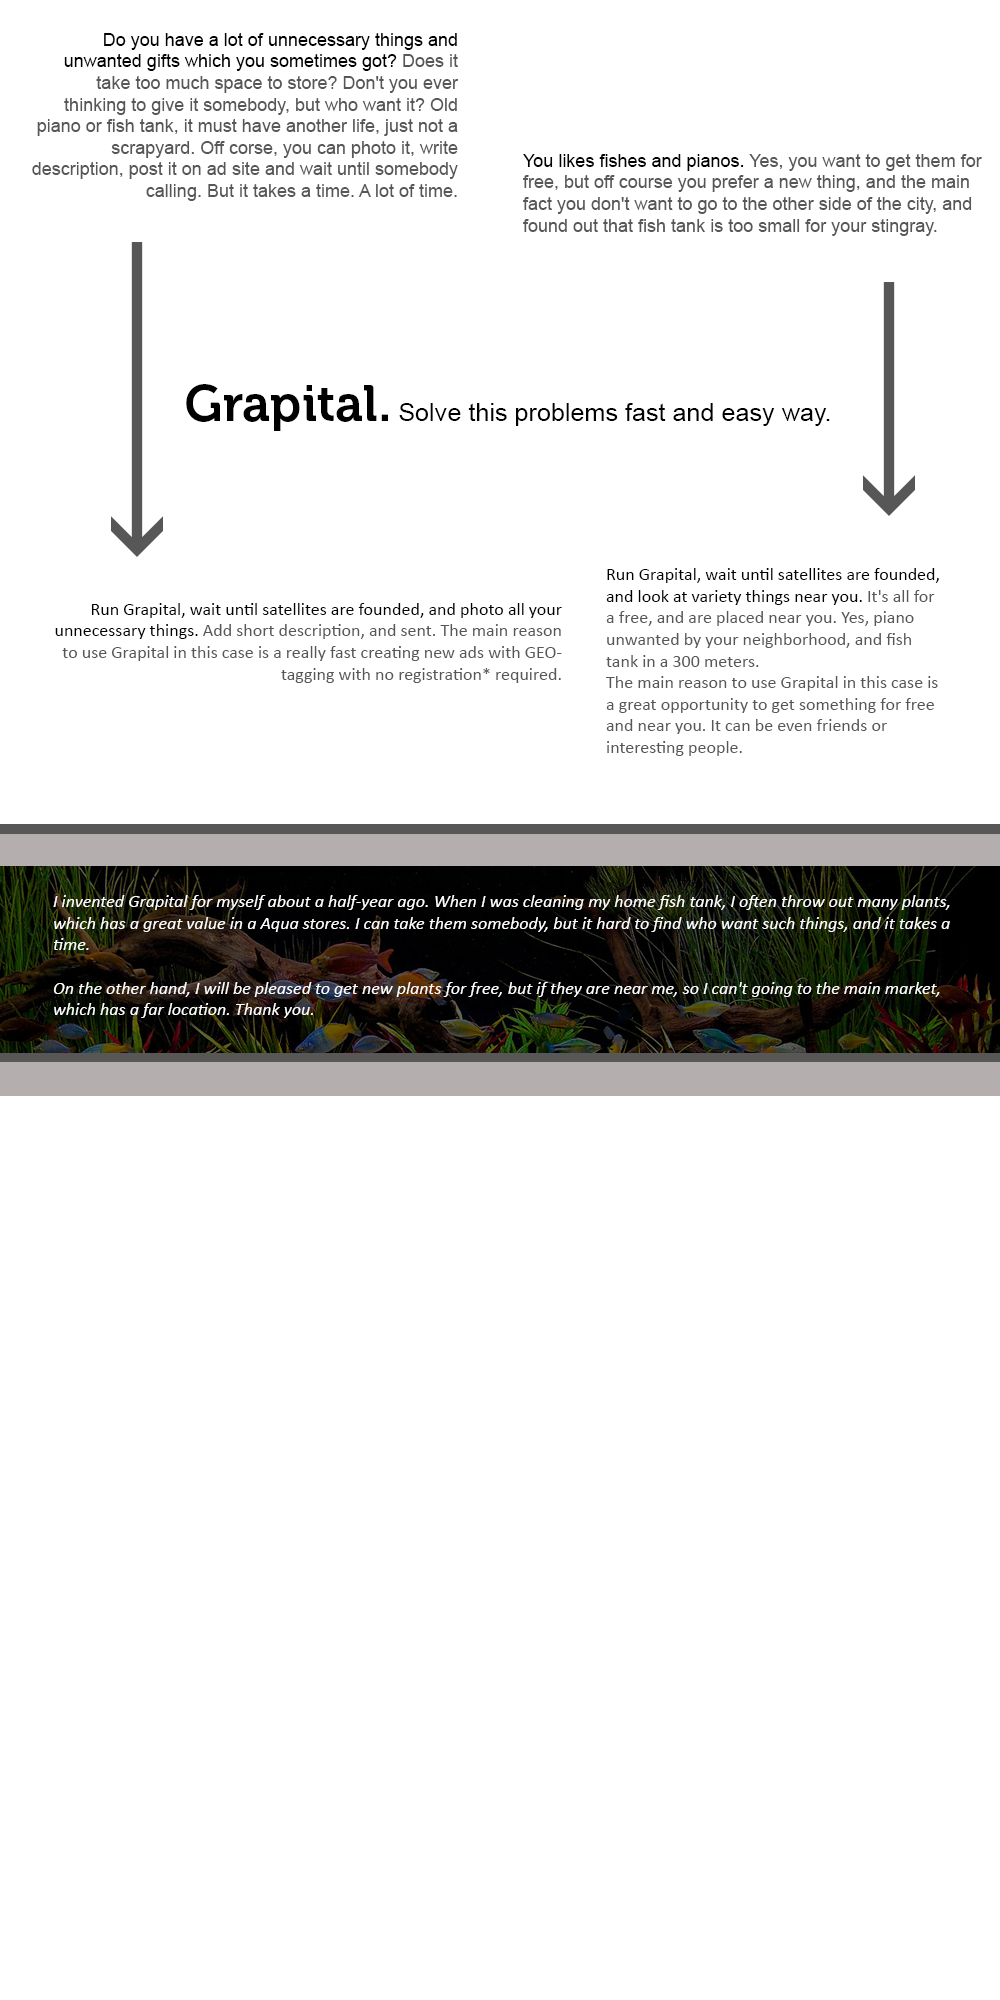 Do you have a lot of unnecessary things and
unwanted gifts which you sometimes got? Does it
take too much space to store? Don't you ever
thinking to give it somebody, but who want it? Old
piano or fish tank, it must have another life, just not a
scrapyard. Off corse, you can photo it, write
description, post it on ad site and wait until somebody
calling. But it takes a time. A lot of time.
You likes fishes and pianos. Yes, you want to get them for
free, but off course you prefer a new thing, and the main
fact you don't want to go to the other side of the city, and
found out that fish tank is too small for your stingray.
Grapital. Solve this problems fast and easy way.
Run Grapital, wait until satellites are founded, and photo all your
unnecessary things. Add short description, and sent. The main reason
to use Grapital in this case is a really fast creating new ads with GEO-
tagging with no registration* required.
Run Grapital, wait until satellites are founded,
and look at variety things near you. It's all for
a free, and are placed near you. Yes, piano
unwanted by your neighborhood, and fish
tank in a 300 meters.
The main reason to use Grapital in this case is
a great opportunity to get something for free
and near you. It can be even friends or
interesting people.
I invented Grapital for myself about a half-year ago. When I was cleaning my home fish tank, I often throw out many plants,
which has a great value in a Aqua stores. I can take them somebody, but it hard to find who want such things, and it takes a
time.
On the other hand, I will be pleased to get new plants for free, but if they are near me, so I can't going to the main market,
which has a far location. Thank you.